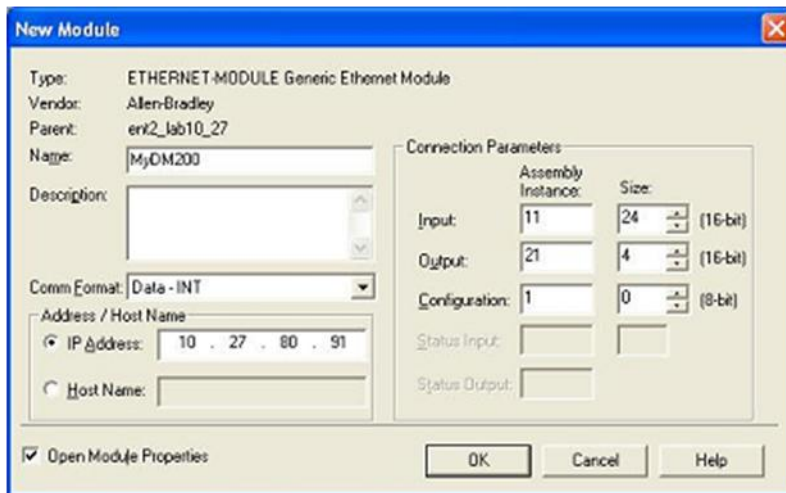 New Module
Type: ETHERNET-MODULE Generic Ethernet Module
Vendor: Allen-Bradley
Parent: ent2_lab10_27
Name: MyDM200
Description:
Comm Format: Data - INT
Address / Host Name
IP Address: 10 . 27 . 80 . 91
Host Name:
Connection Parameters
Assembly Instance: Size:
Input: 11 24 (16-bit)
Output: 21 4 (16-bit)
Configuration: 1 0 (8-bit)
Status Input:
Status Output:
Open Module Properties
OK Cancel Help